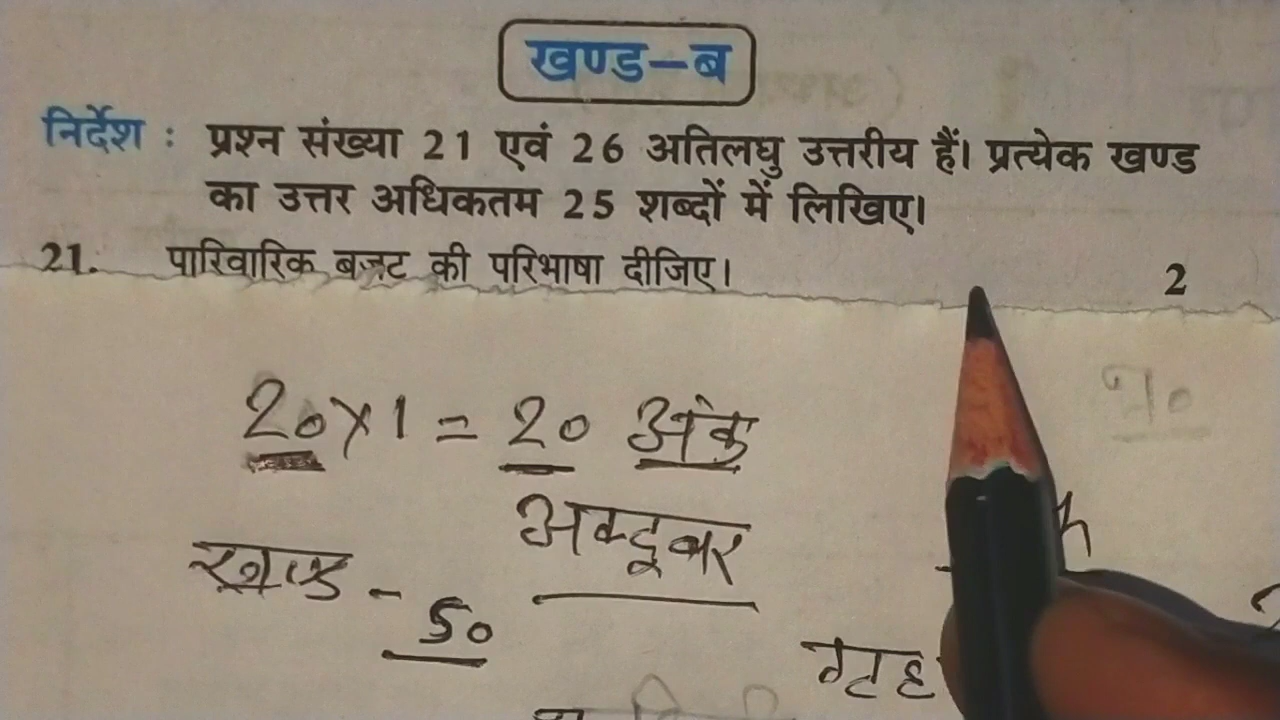 खण्ड–ब
निर्देश : प्रश्न संख्या 21 एवं 26 अतिलघु उत्तरीय हैं। प्रत्येक खण्ड
का उत्तर अधिकतम 25 शब्दों में लिखिए।
21. पारिवारिक बजट की परिभाषा दीजिए। 2
20×1 = 20 अंक
अक्टूबर
- 50
गृह